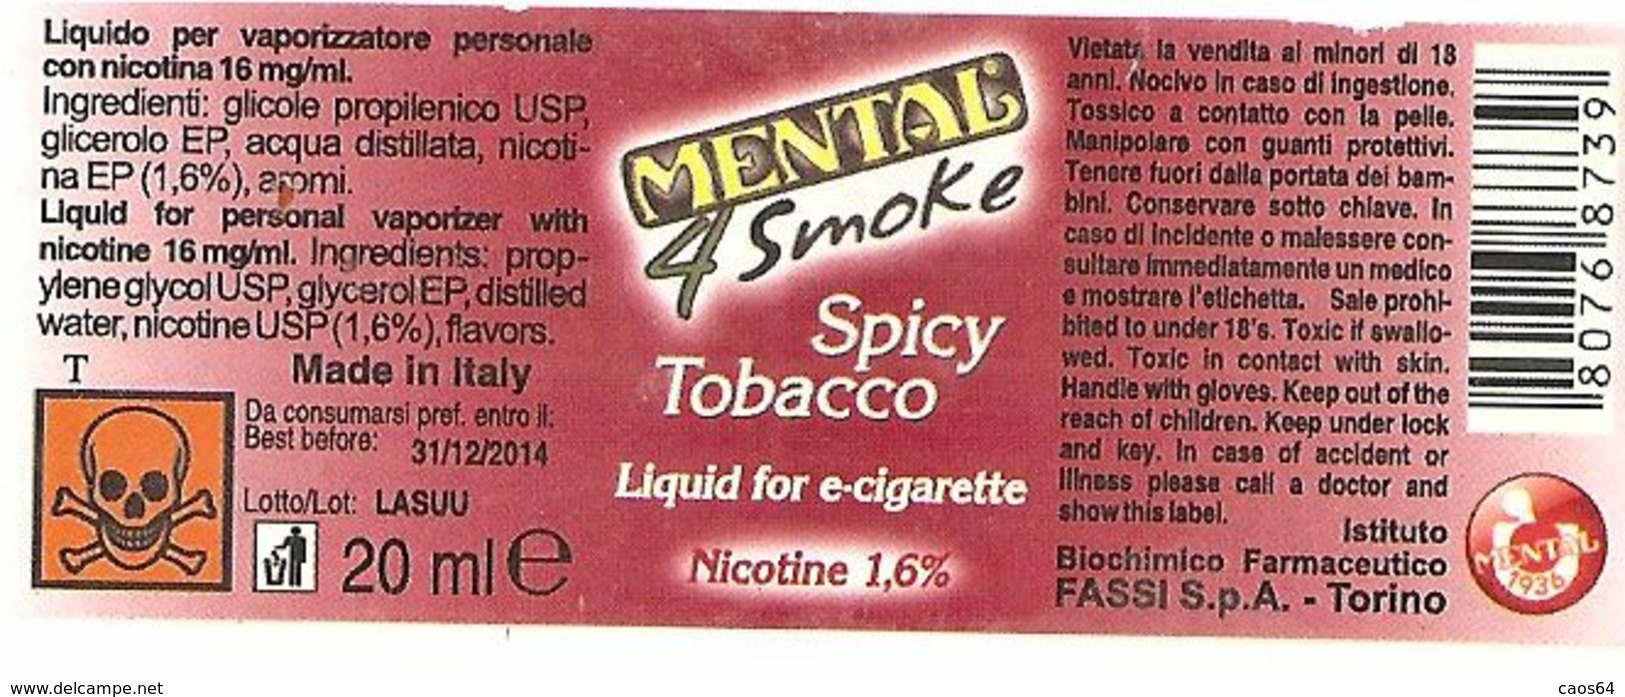 Liquido per vaporizzatore personale
con nicotina 16 mg/ml.
Ingredienti: glicole propilenico USP,
glicerolo EP, acqua distillata, nicoti-
na EP (1,6%), aromi.
Liquid for personal vaporizer with
nicotine 16 mg/ml. Ingredients: prop-
ylene glycol USP, glycerol EP, distilled
water, nicotine USP (1,6%), flavors.
T
Made in Italy
Da consumarsi pref. entro il:
Best before: 31/12/2014
Lotto/Lot: LASUU
20 ml e
MENTAL®
4 Smoke
Spicy
Tobacco
Liquid for e-cigarette
Nicotine 1,6%
Vietata la vendita ai minori di 18
anni. Nocivo in caso di ingestione.
Tossico a contatto con la pelle.
Manipolare con guanti protettivi.
Tenere fuori dalla portata dei bam-
bini. Conservare sotto chiave. In
caso di incidente o malessere con-
sultare immediatamente un medico
e mostrare l'etichetta. Sale prohi-
bited to under 18's. Toxic if swallo-
wed. Toxic in contact with skin.
Handle with gloves. Keep out of the
reach of children. Keep under lock
and key. In case of accident or
illness please call a doctor and
show this label.
Istituto
Biochimico Farmaceutico
FASSI S.p.A. - Torino
8076 8739
MENTAL
1936
www.delcampe.net
caos64